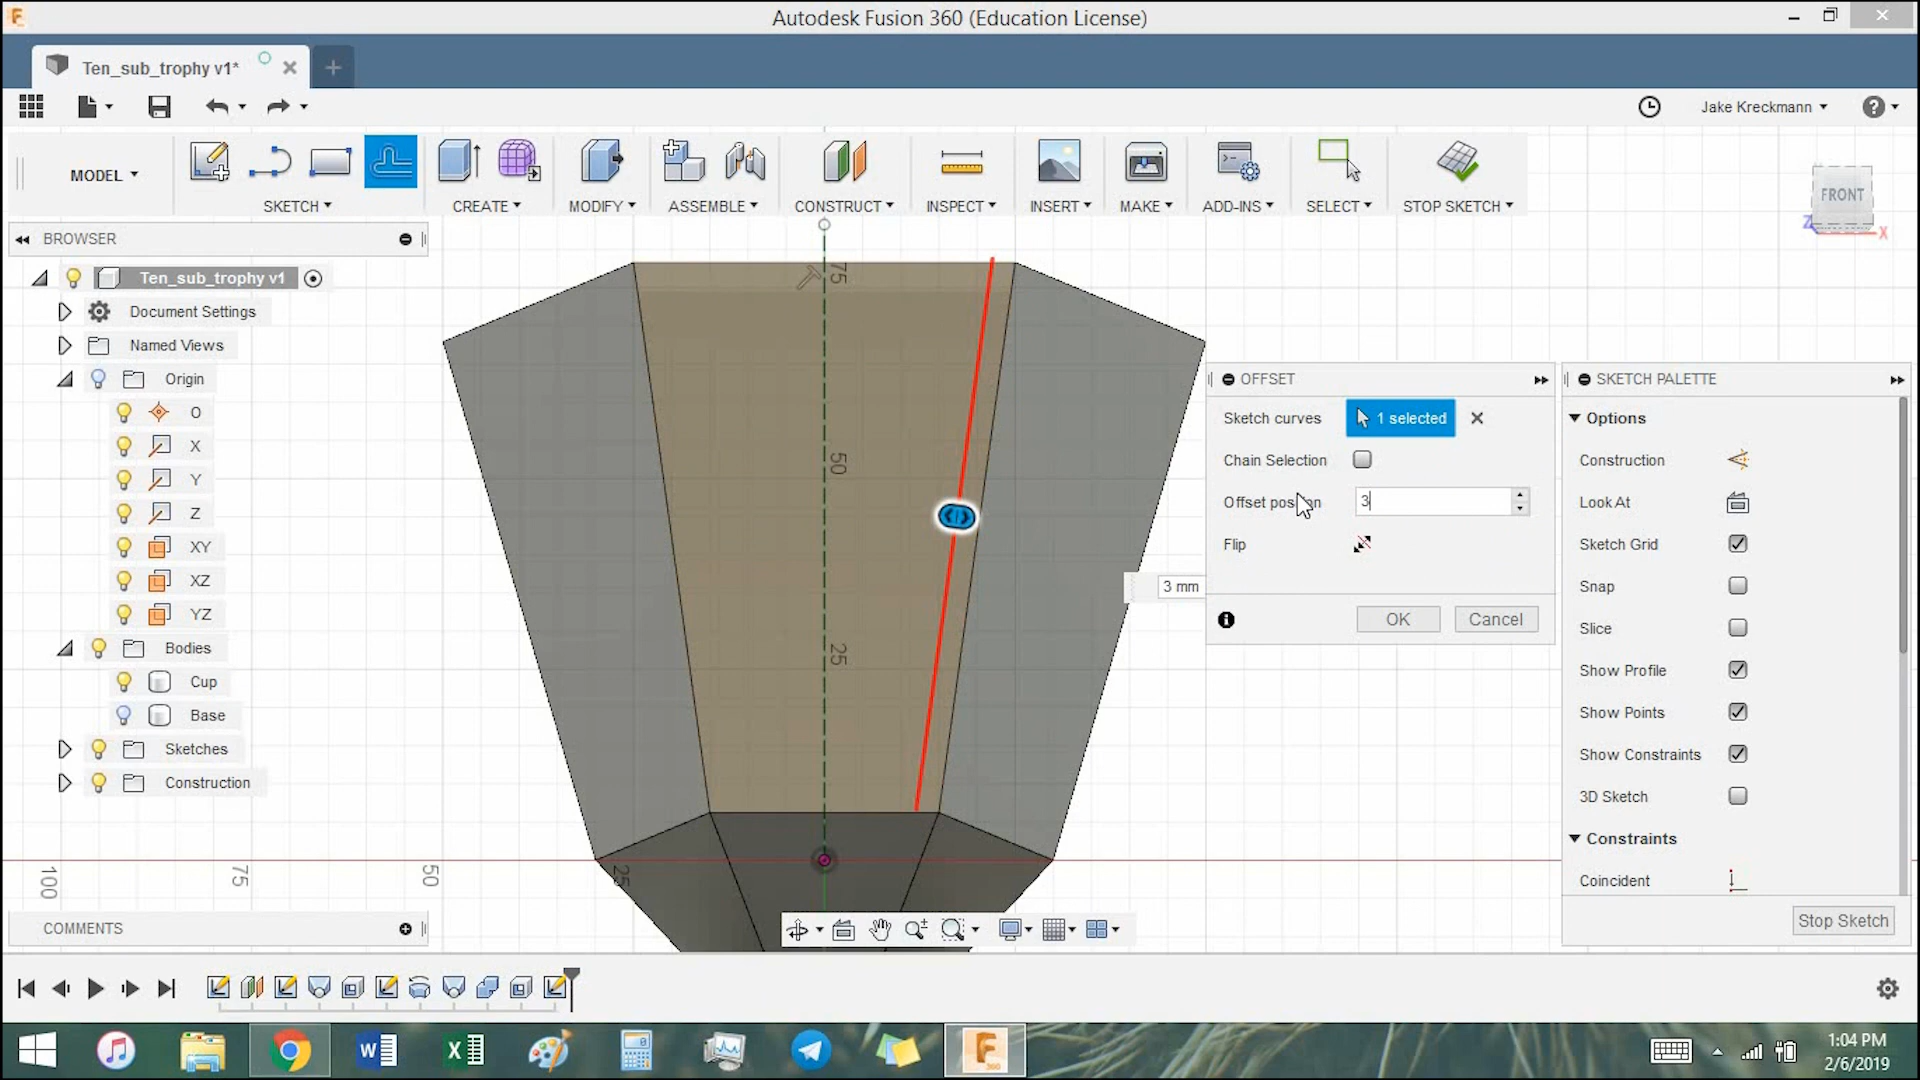 Autodesk Fusion 360 (Education License)
Ten_sub_trophy v1*
Jake Kreckmann
MODEL
SKETCH
CREATE
MODIFY
ASSEMBLE
CONSTRUCT
INSPECT
INSERT
MAKE
ADD-INS
SELECT
STOP SKETCH
FRONT
Z
X
BROWSER
Ten_sub_trophy v1
Document Settings
Named Views
Origin
O
X
Y
Z
XY
XZ
YZ
Bodies
Cup
Base
Sketches
Construction
75
50
25
100
75
50
25
3 mm
OFFSET
Sketch curves
1 selected
Chain Selection
Offset position
3
Flip
OK
Cancel
SKETCH PALETTE
Options
Construction
Look At
Sketch Grid
Snap
Slice
Show Profile
Show Points
Show Constraints
3D Sketch
Constraints
Coincident
Stop Sketch
COMMENTS
1:04 PM
2/6/2019